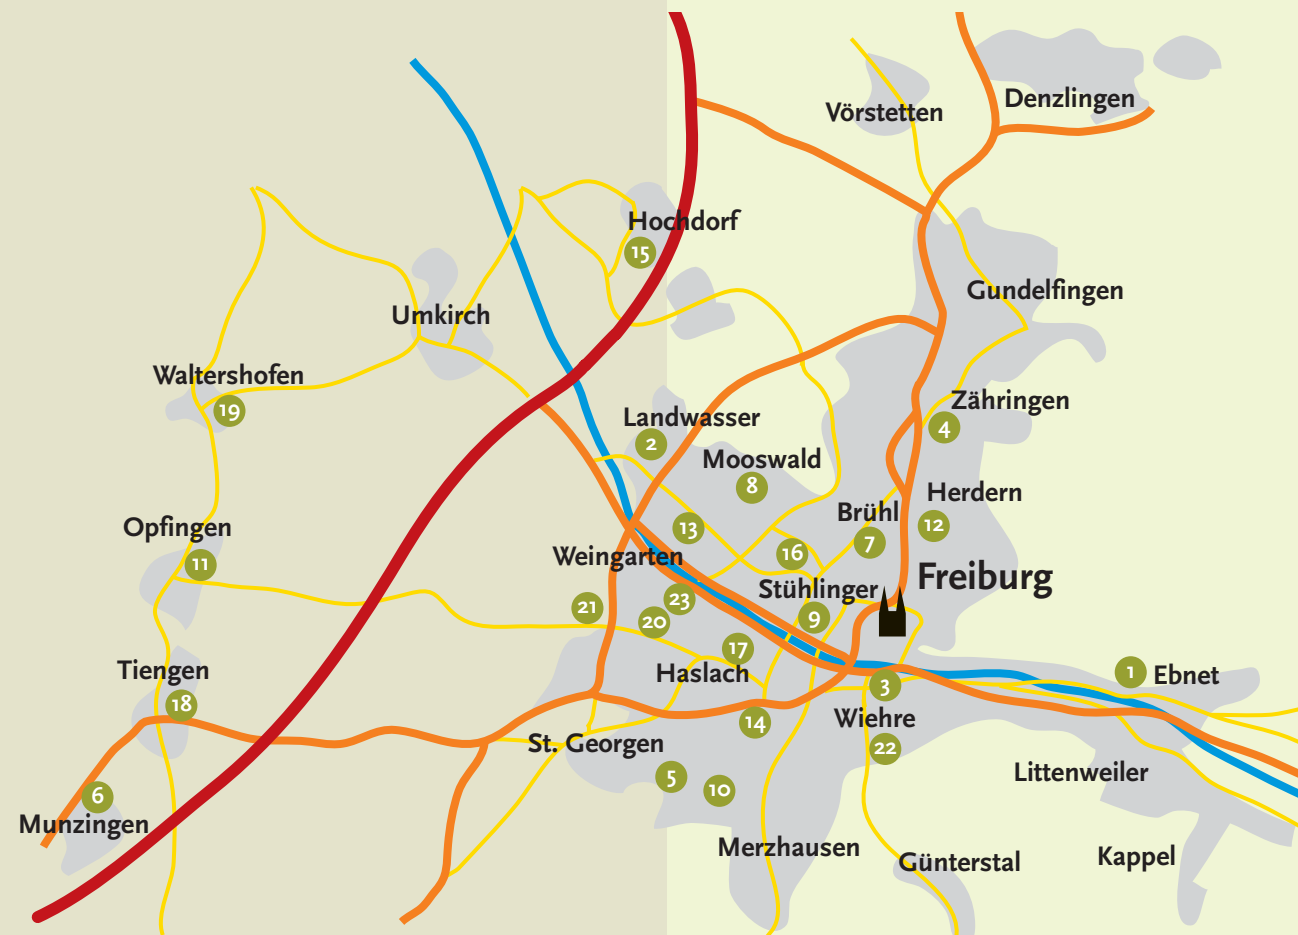 Denzlingen
Vörstetten
Hochdorf
15
Gundelfingen
Umkirch
Waltershofen
19
Zähringen
4
Landwasser
2
Mooswald
8
Herdern
12
Brühl
7
Opfingen
11
13
16
Weingarten
Freiburg
Stühlinger
9
21
23
20
17
Haslach
Tiengen
18
1
Ebnet
3
Wiehre
22
14
St. Georgen
5
10
Littenweiler
6
Munzingen
Merzhausen
Günterstal
Kappel